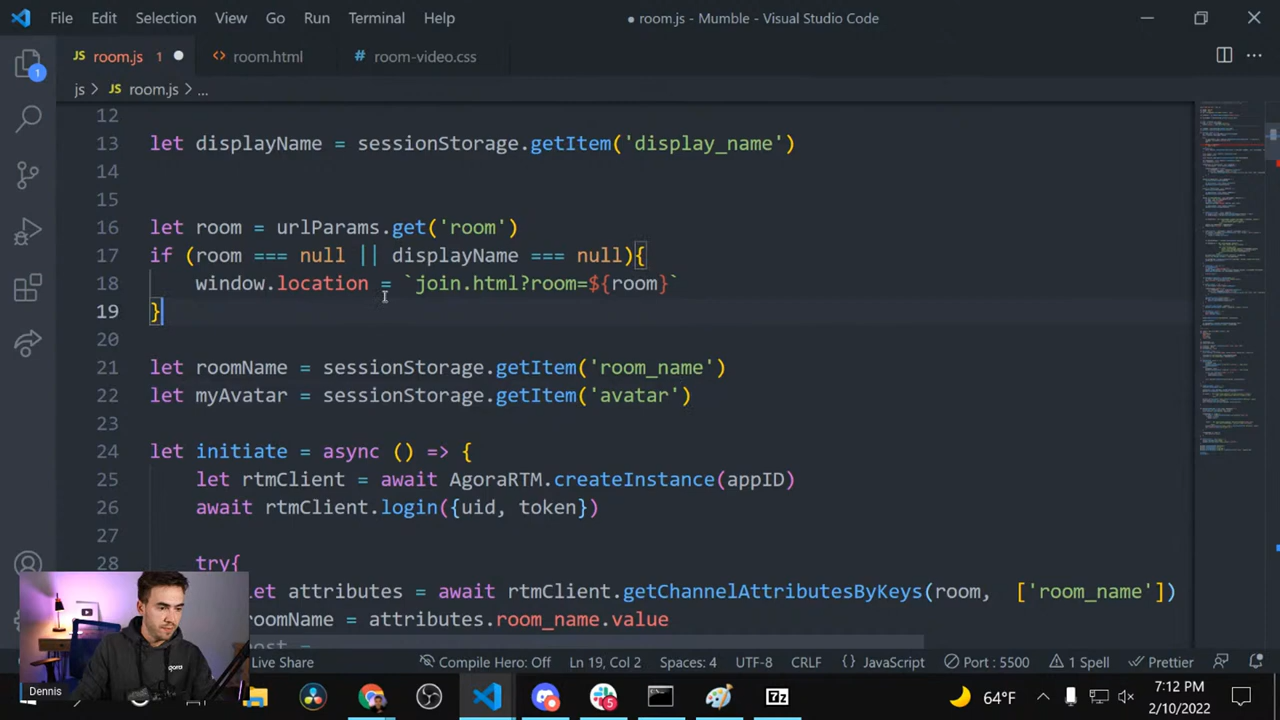 File Edit Selection View Go Run Terminal Help ● room.js - Mumble - Visual Studio Code
JS room.js 1 ● <> room.html # room-video.css
js > JS room.js > ...
1
12
13 let displayName = sessionStorage.getItem('display_name')
14
15
16 let room = urlParams.get('room')
17 if (room === null || displayName === null){
18 window.location = `join.html?room=${room}`
19 }
20
21 let roomName = sessionStorage.getItem('room_name')
22 let myAvatar = sessionStorage.getItem('avatar')
23
24 let initiate = async () => {
25 let rtmClient = await AgoraRTM.createInstance(appID)
26 await rtmClient.login({uid, token})
27
28 try{
let attributes = await rtmClient.getChannelAttributesByKeys(room, ['room_name'])
roomName = attributes.room_name.value
host =
Live Share Compile Hero: Off Ln 19, Col 2 Spaces: 4 UTF-8 CRLF {} JavaScript Port : 5500 1 Spell Prettier
Dennis
5
7z
64°F
7:12 PM
2/10/2022